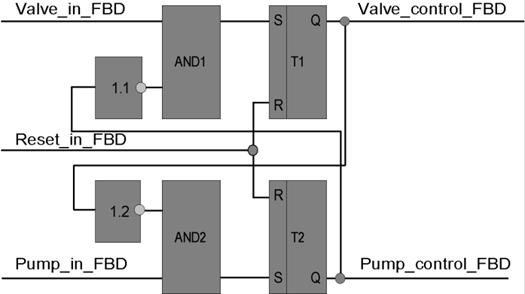 Valve_in_FBD
S Q
Valve_control_FBD
AND1
T1
1.1
R
Reset_in_FBD
R
1.2
AND2
T2
Pump_in_FBD
S Q
Pump_control_FBD